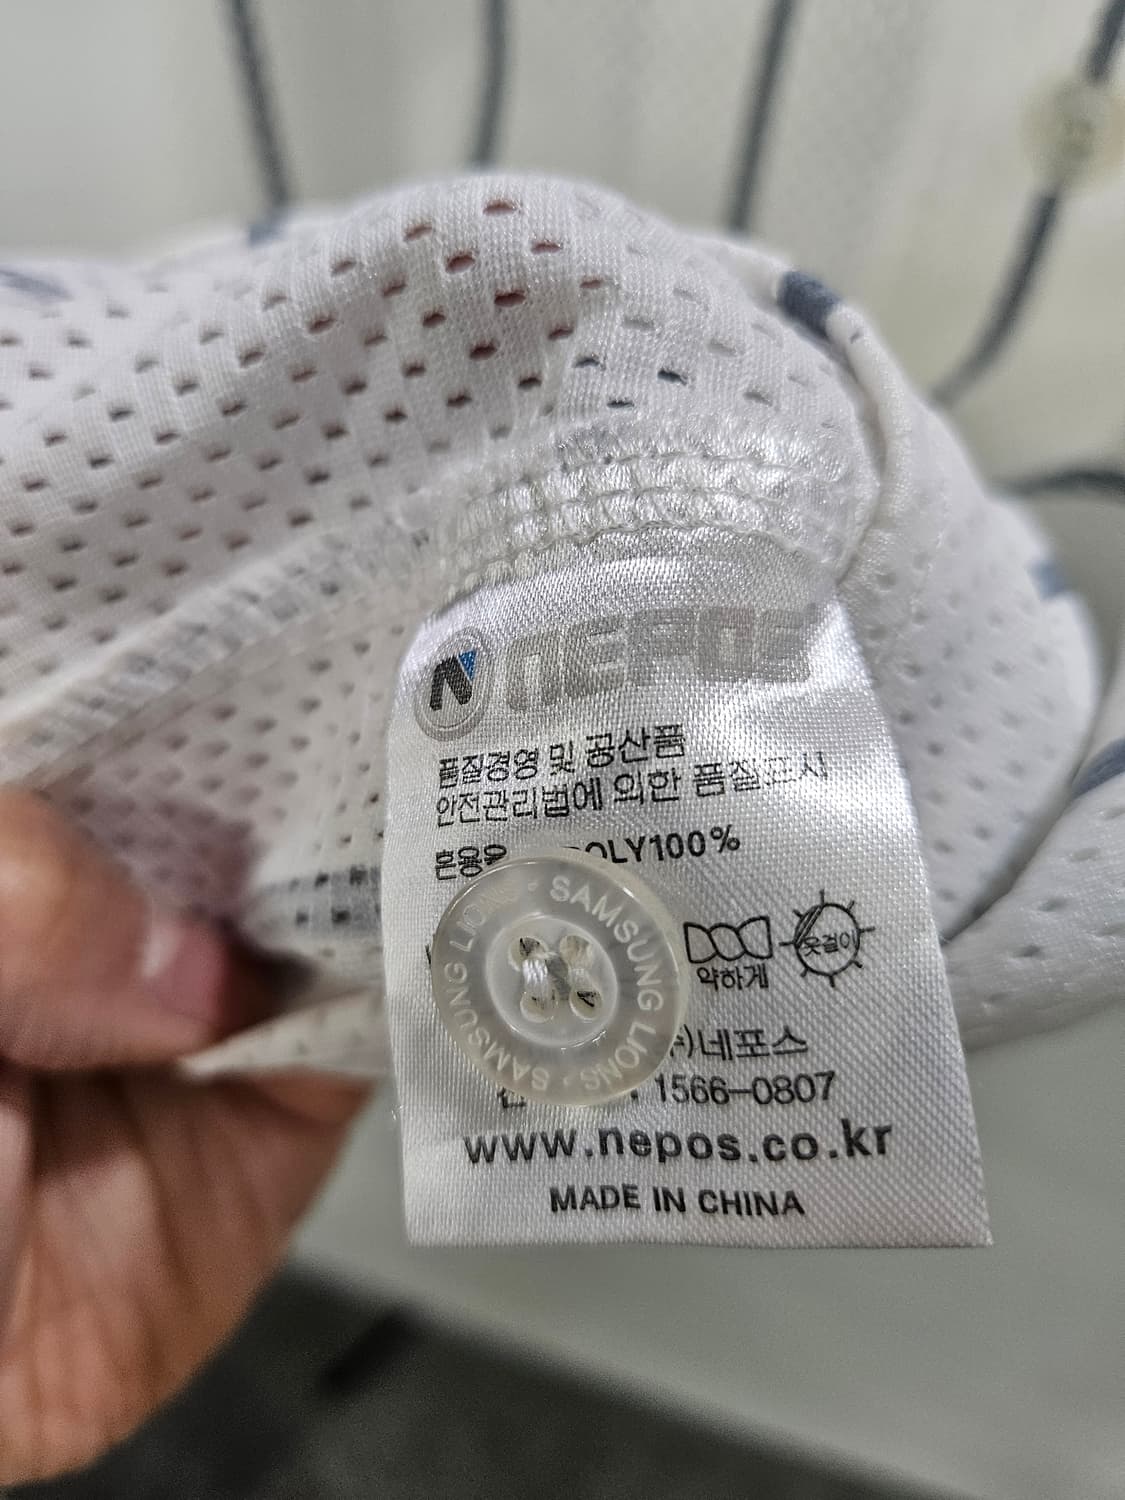 N NEPOS
품질경영 및 공산품
안전관리법에 의한 품질표시
혼용율 POLY100%
SAMSUNG LIONS · SAMSUNG LIONS ·
약하게
옷걸이
네포스
1566-0807
www.nepos.co.kr
MADE IN CHINA